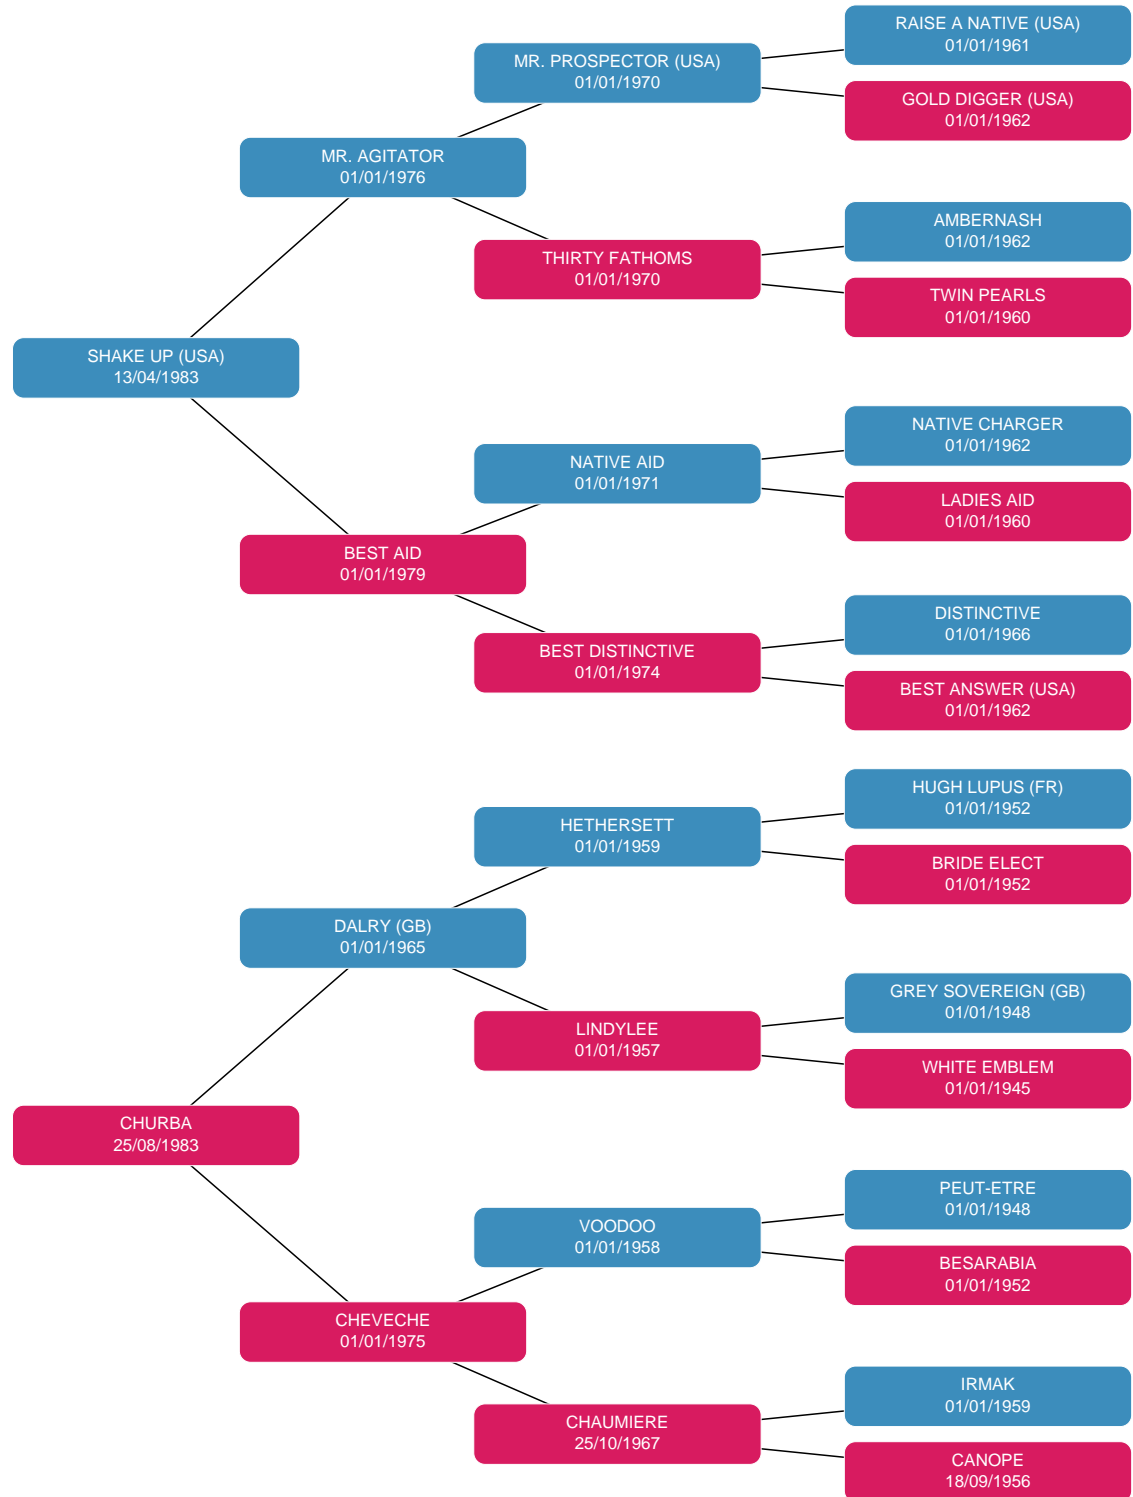 RAISE A NATIVE (USA)
01/01/1961
MR. PROSPECTOR (USA)
01/01/1970
GOLD DIGGER (USA)
01/01/1962
MR. AGITATOR
01/01/1976
AMBERNASH
01/01/1962
THIRTY FATHOMS
01/01/1970
TWIN PEARLS
01/01/1960
SHAKE UP (USA)
13/04/1983
NATIVE CHARGER
01/01/1962
NATIVE AID
01/01/1971
LADIES AID
01/01/1960
BEST AID
01/01/1979
DISTINCTIVE
01/01/1966
BEST DISTINCTIVE
01/01/1974
BEST ANSWER (USA)
01/01/1962
HUGH LUPUS (FR)
01/01/1952
HETHERSETT
01/01/1959
BRIDE ELECT
01/01/1952
DALRY (GB)
01/01/1965
GREY SOVEREIGN (GB)
01/01/1948
LINDYLEE
01/01/1957
WHITE EMBLEM
01/01/1945
CHURBA
25/08/1983
PEUT-ETRE
01/01/1948
VOODOO
01/01/1958
BESARABIA
01/01/1952
CHEVECHE
01/01/1975
IRMAK
01/01/1959
CHAUMIERE
25/10/1967
CANOPE
18/09/1956